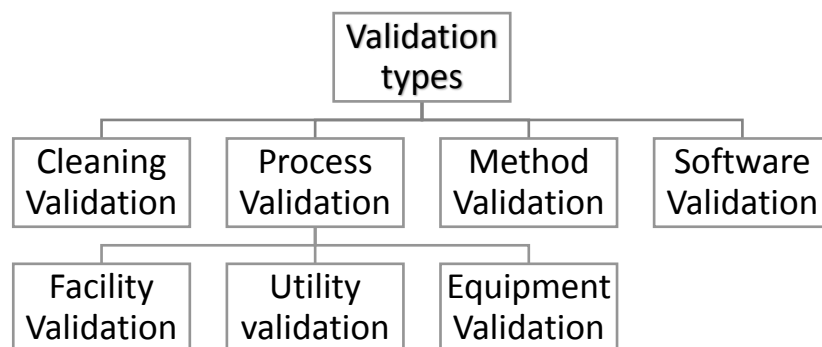 Validation
types
Cleaning
Validation
Process
Validation
Method
Validation
Software
Validation
Facility
Validation
Utility
validation
Equipment
Validation